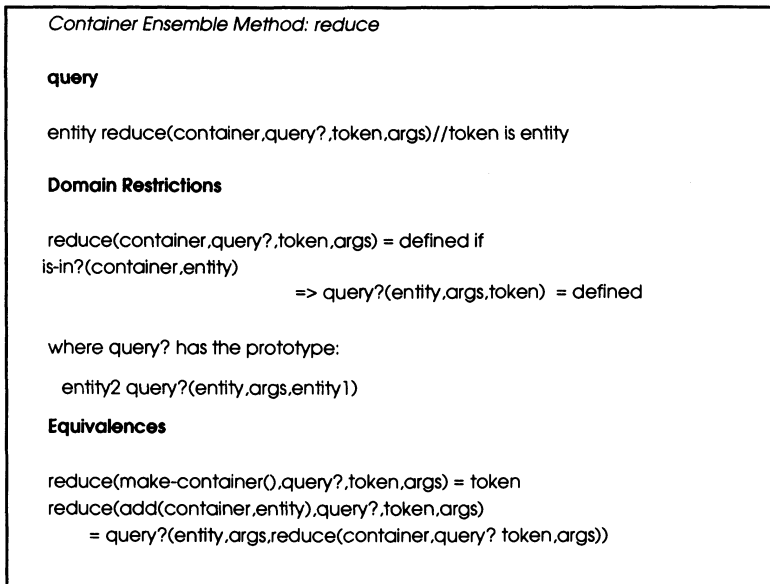 Container Ensemble Method: reduce
query
entity reduce(container,query?,token,args)//token is entity
Domain Restrictions
reduce(container,query?,token,args) = defined if
is-in?(container,entity)
=> query?(entity,args,token) = defined
where query? has the prototype:
entity2 query?(entity,args,entity1)
Equivalences
reduce(make-container(),query?,token,args) = token
reduce(add(container,entity),query?,token,args)
= query?(entity,args,reduce(container,query? token,args))